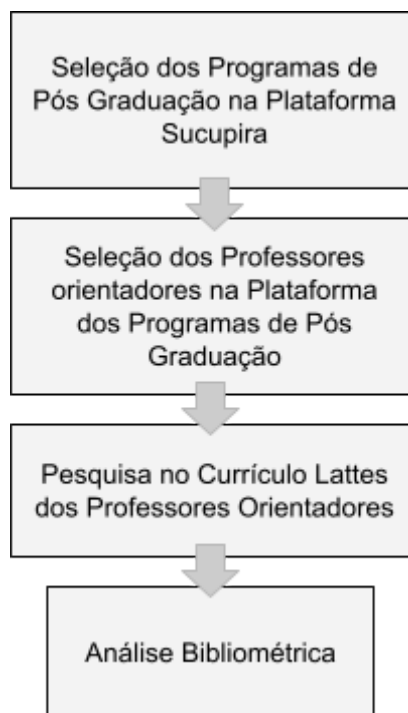 Seleção dos Programas de
Pós Graduação na Plataforma
Sucupira
Seleção dos Professores
orientadores na Plataforma
dos Programas de Pós
Graduação
Pesquisa no Currículo Lattes
dos Professores Orientadores
Análise Bibliométrica